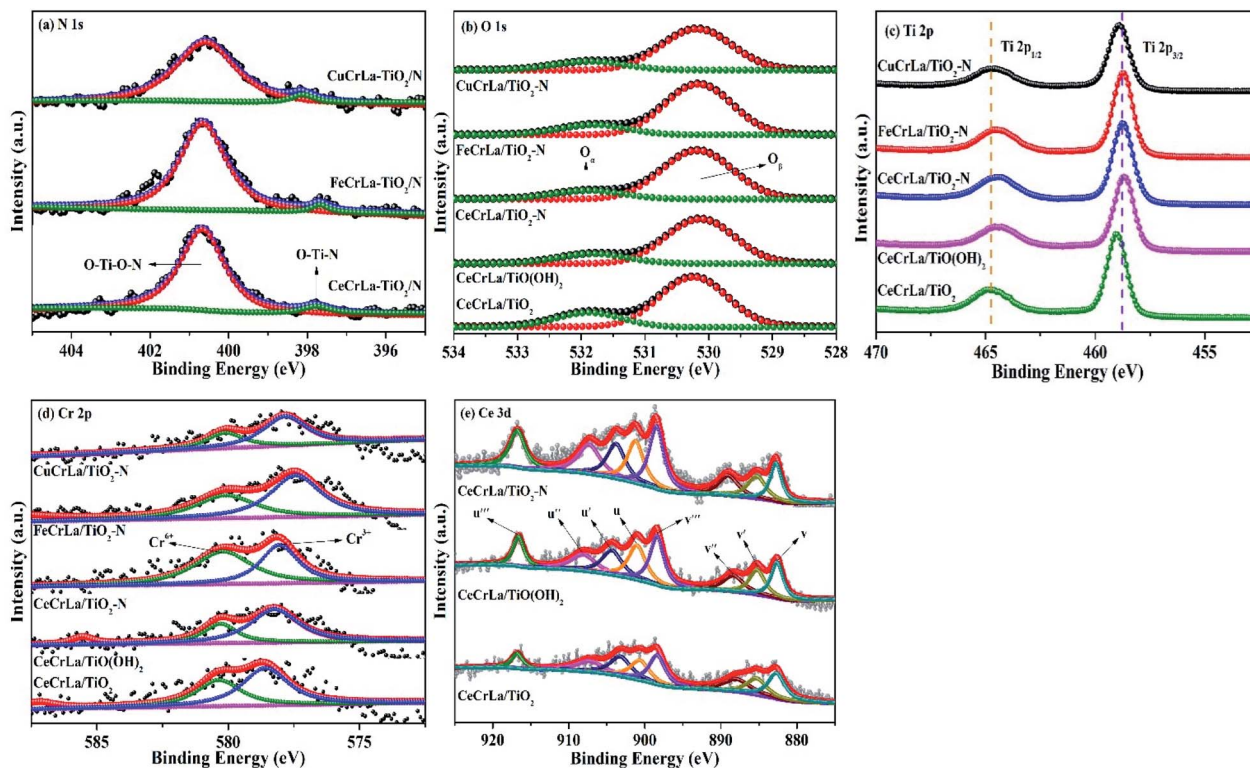 (a) N 1s
CuCrLa-TiO₂/N
FeCrLa-TiO₂/N
O-Ti-O-N
O-Ti-N
CeCrLa-TiO₂/N
404 402 400 398 396
Binding Energy (eV)
Intensity (a.u.)
(b) O 1s
CuCrLa/TiO₂-N
FeCrLa/TiO₂-N
Oα
Oβ
CeCrLa/TiO₂-N
CeCrLa/TiO(OH)₂
CeCrLa/TiO₂
534 533 532 531 530 529 528
Binding Energy (eV)
Intensity (a.u.)
(c) Ti 2p
Ti 2p₁/₂
Ti 2p₃/₂
CuCrLa/TiO₂-N
FeCrLa/TiO₂-N
CeCrLa/TiO₂-N
CeCrLa/TiO(OH)₂
CeCrLa/TiO₂
470 465 460 455
Binding Energy (eV)
Intensity (a.u.)
(d) Cr 2p
CuCrLa/TiO₂-N
FeCrLa/TiO₂-N
Cr⁶⁺
Cr³⁺
CeCrLa/TiO₂-N
CeCrLa/TiO(OH)₂
CeCrLa/TiO₂
585 580 575
Binding Energy (eV)
Intensity (a.u.)
(e) Ce 3d
CeCrLa/TiO₂-N
u''' u'' u' u v''' v'' v' v
CeCrLa/TiO(OH)₂
CeCrLa/TiO₂
920 910 900 890 880
Binding Energy (eV)
Intensity (a.u.)